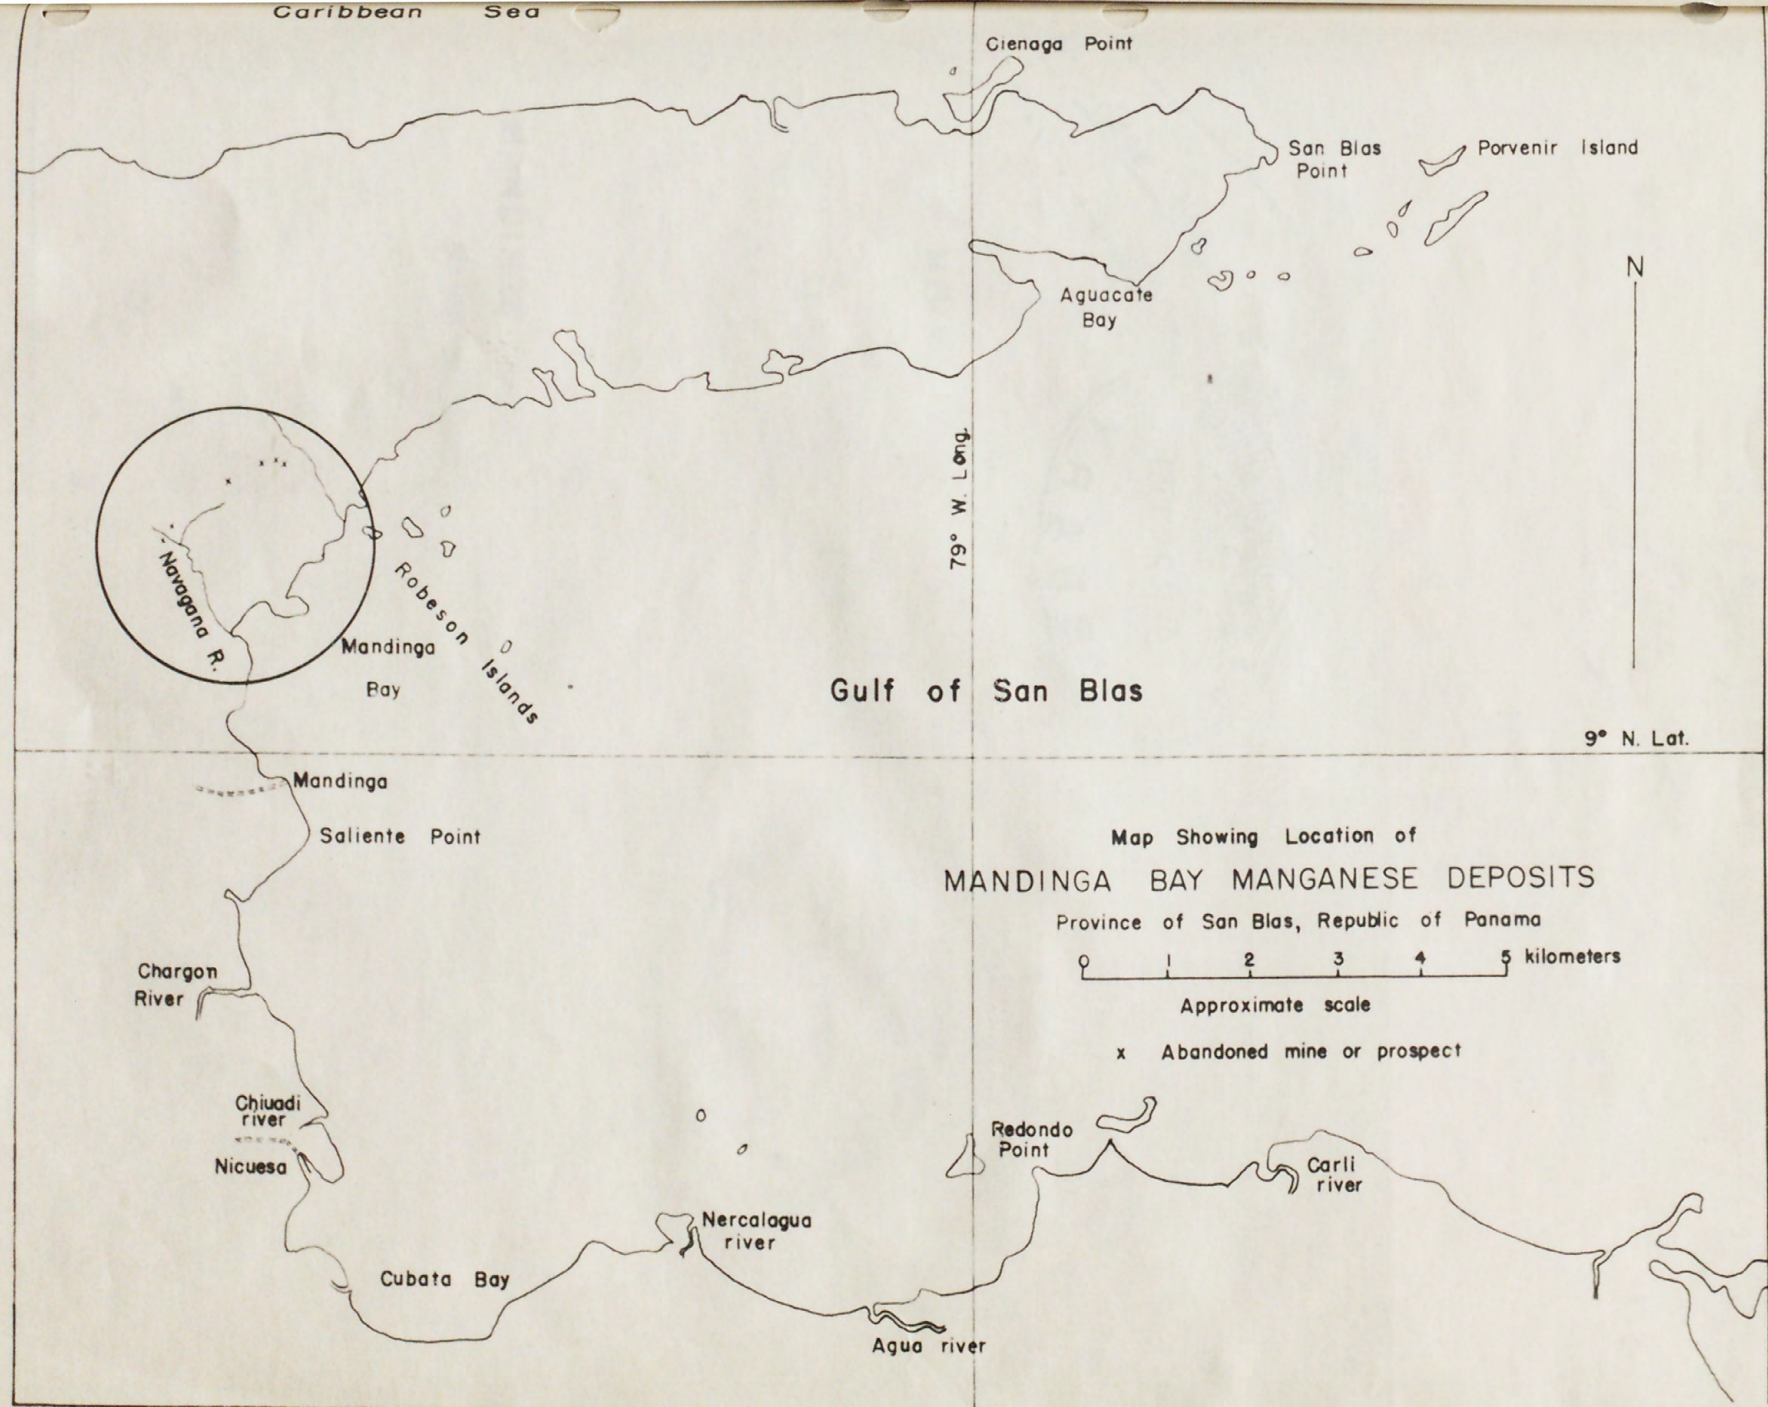 Caribbean Sea
Cienaga Point
San Blas
Point
Porvenir Island
N
Aguacate
Bay
79° W. Long.
Navagana R.
Robeson Islands
Mandinga
Bay
Gulf of San Blas
9° N. Lat.
Mandinga
Saliente Point
Map Showing Location of
MANDINGA BAY MANGANESE DEPOSITS
Province of San Blas, Republic of Panama
0 1 2 3 4 5 kilometers
Approximate scale
x Abandoned mine or prospect
Chargon
River
Chiuadi
river
Nicuesa
Redondo
Point
Carli
river
Nercalagua
river
Cubata Bay
Agua river